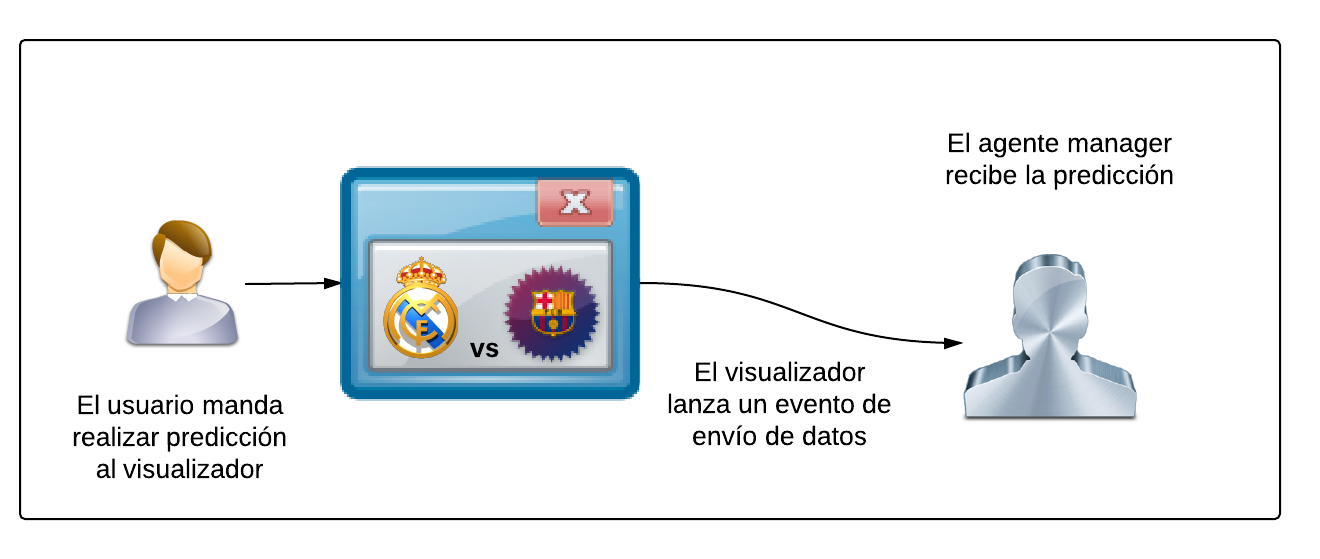 El agente manager
recibe la predicción
vs
El visualizador
lanza un evento de
envío de datos
El usuario manda
realizar predicción
al visualizador